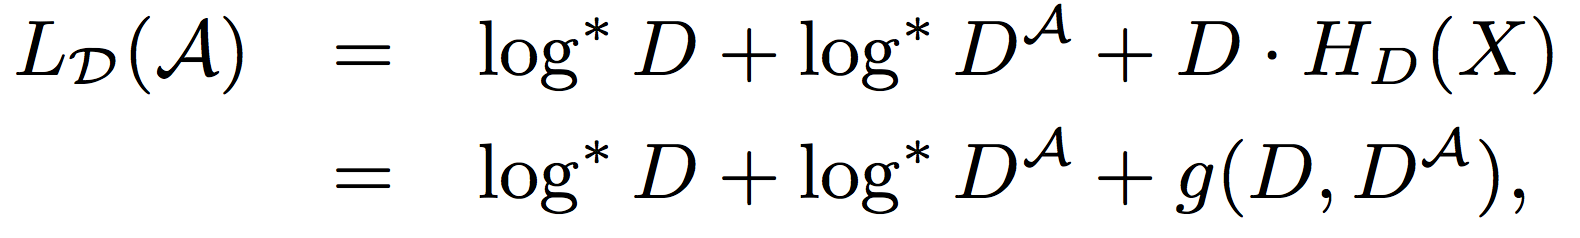 L_𝒟(𝒜) = log* D + log* D^𝒜 + D · H_D(X)
= log* D + log* D^𝒜 + g(D, D^𝒜),